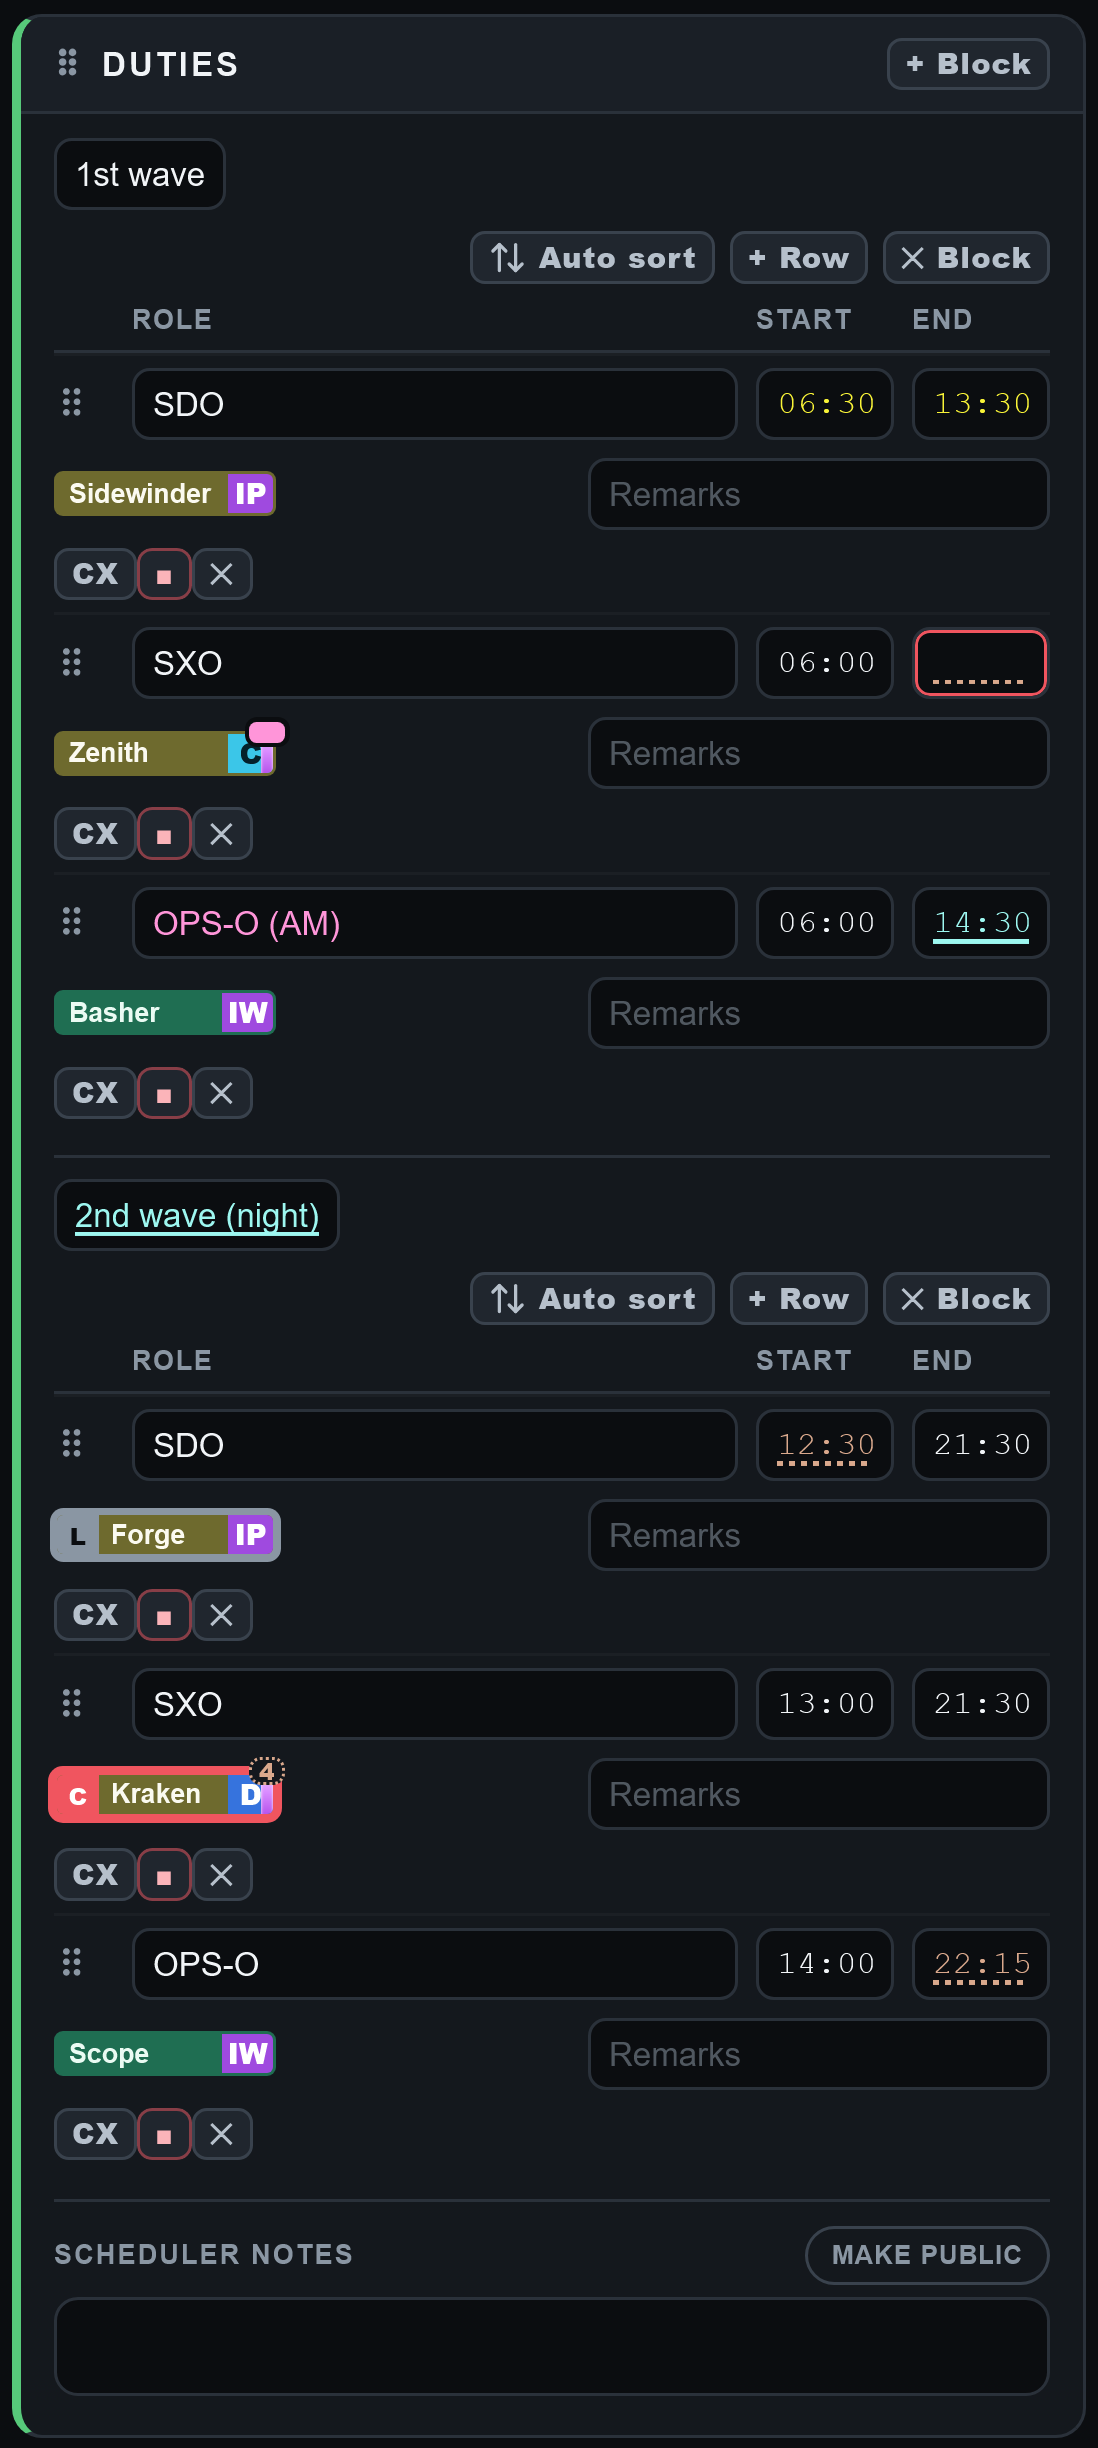 DUTIES + Block
1st wave
Auto sort + Row × Block
ROLE START END
SDO 06:30 13:30
Sidewinder IP Remarks
CX ■ ×
SXO 06:00
Zenith C Remarks
CX ■ ×
OPS-O (AM) 06:00 14:30
Basher IW Remarks
CX ■ ×
2nd wave (night)
Auto sort + Row × Block
ROLE START END
SDO 12:30 21:30
L Forge IP Remarks
CX ■ ×
SXO 13:00 21:30
4
C Kraken D Remarks
CX ■ ×
OPS-O 14:00 22:15
Scope IW Remarks
CX ■ ×
SCHEDULER NOTES MAKE PUBLIC